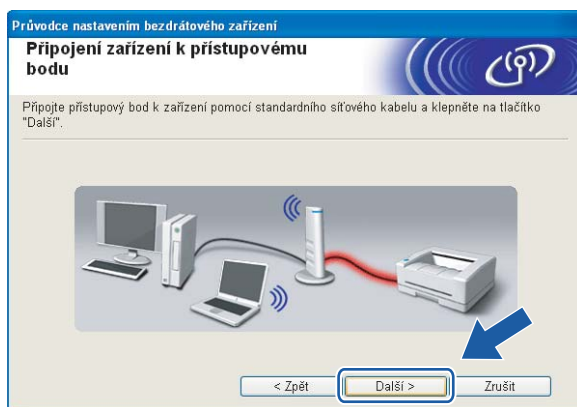 Průvodce nastavením bezdrátového zařízení
Připojení zařízení k přístupovému
bodu
Připojte přístupový bod k zařízení pomocí standardního síťového kabelu a klepněte na tlačítko
"Další".
< Zpět Další > Zrušit